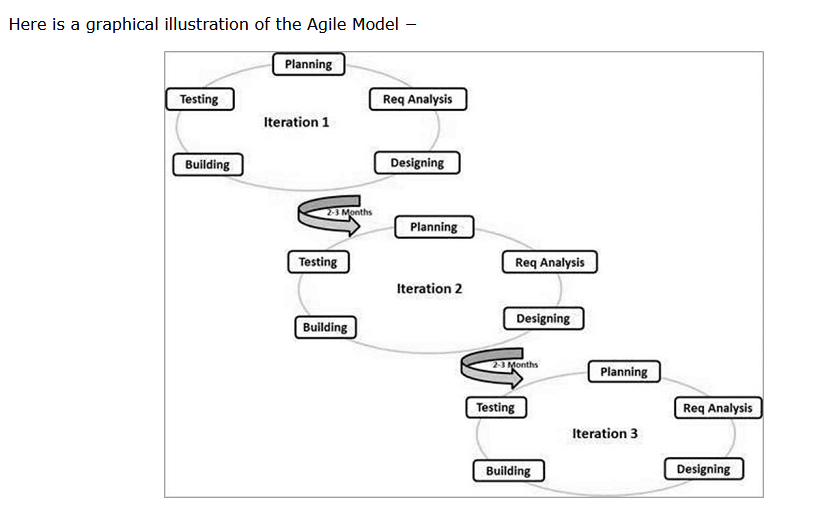 Here is a graphical illustration of the Agile Model −
Planning
Testing
Req Analysis
Iteration 1
Building
Designing
2-3 Months
Planning
Testing
Req Analysis
Iteration 2
Building
Designing
2-3 Months
Planning
Testing
Req Analysis
Iteration 3
Building
Designing